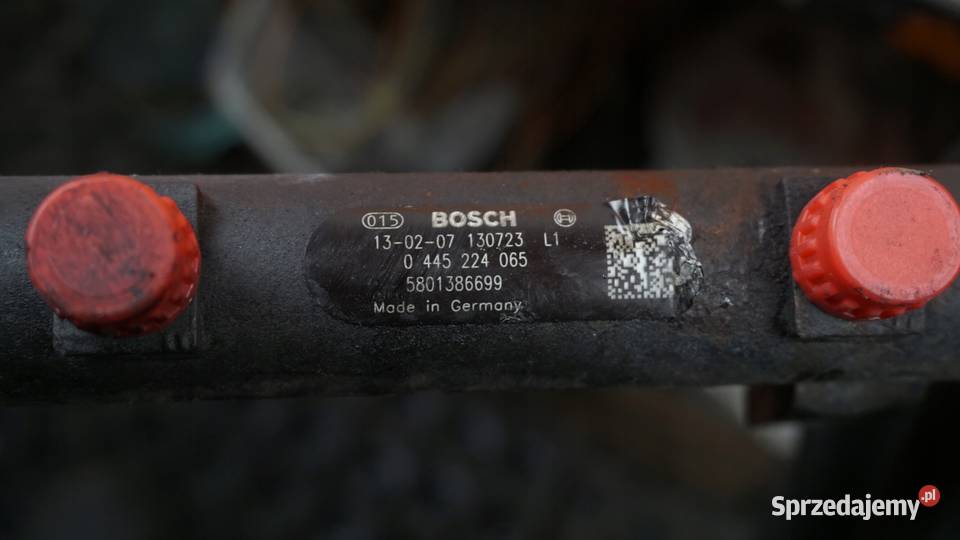 015 BOSCH
13-02-07 130723 L1
0 445 224 065
5801386699
Made in Germany
Sprzedajemy.pl